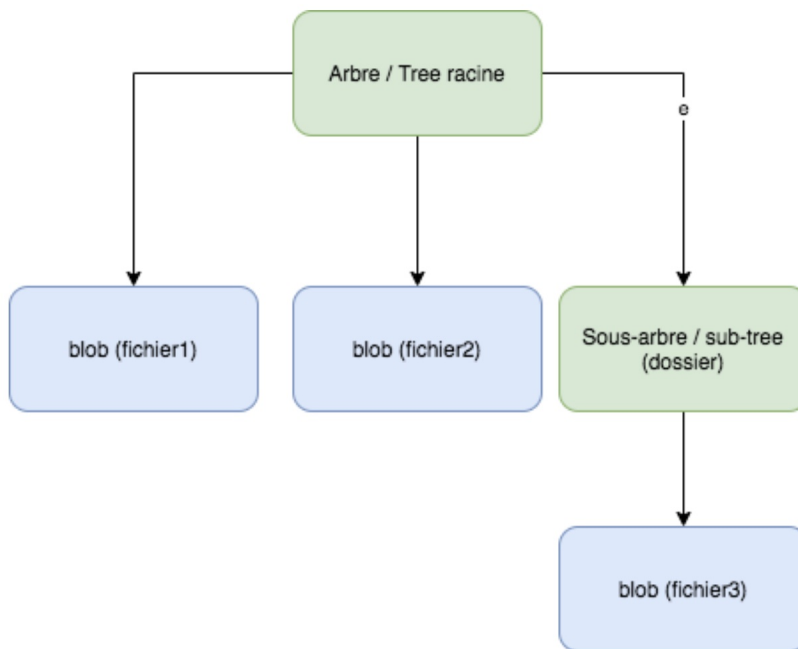 Arbre / Tree racine
e
blob (fichier1)
blob (fichier2)
Sous-arbre / sub-tree
(dossier)
blob (fichier3)